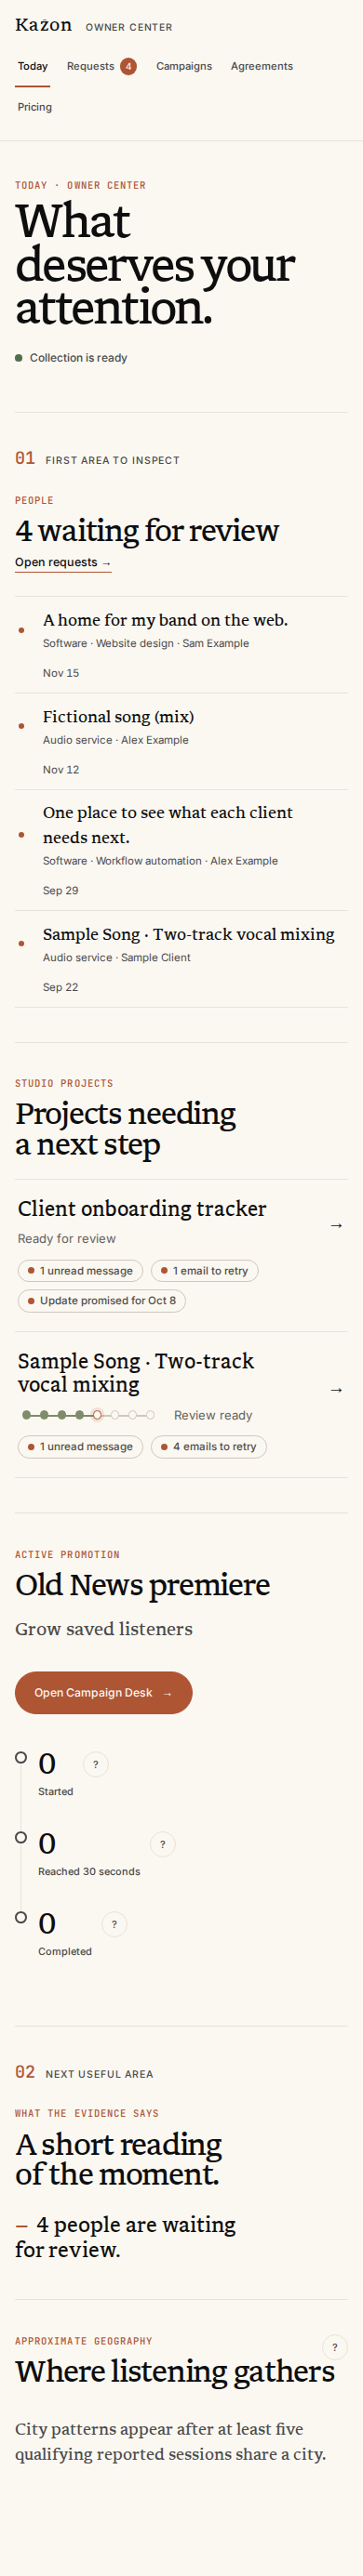 Kažon OWNER CENTER
Today Requests 4 Campaigns Agreements
Pricing
TODAY · OWNER CENTER
What
deserves your
attention.
Collection is ready
01 FIRST AREA TO INSPECT
PEOPLE
4 waiting for review
Open requests →
A home for my band on the web.
Software · Website design · Sam Example
Nov 15
Fictional song (mix)
Audio service · Alex Example
Nov 12
One place to see what each client
needs next.
Software · Workflow automation · Alex Example
Sep 29
Sample Song · Two-track vocal mixing
Audio service · Sample Client
Sep 22
STUDIO PROJECTS
Projects needing
a next step
Client onboarding tracker →
Ready for review
1 unread message 1 email to retry
Update promised for Oct 8
Sample Song · Two-track
vocal mixing →
Review ready
1 unread message 4 emails to retry
ACTIVE PROMOTION
Old News premiere
Grow saved listeners
Open Campaign Desk →
0 ?
Started
0 ?
Reached 30 seconds
0 ?
Completed
02 NEXT USEFUL AREA
WHAT THE EVIDENCE SAYS
A short reading
of the moment.
– 4 people are waiting
for review.
APPROXIMATE GEOGRAPHY ?
Where listening gathers
City patterns appear after at least five
qualifying reported sessions share a city.